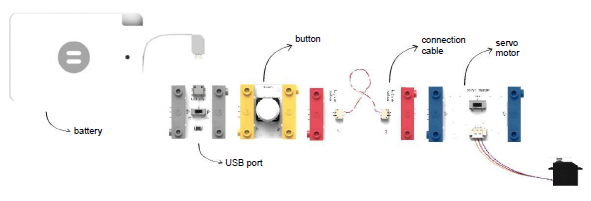 button
connection
cable
servo
motor
battery
USB port